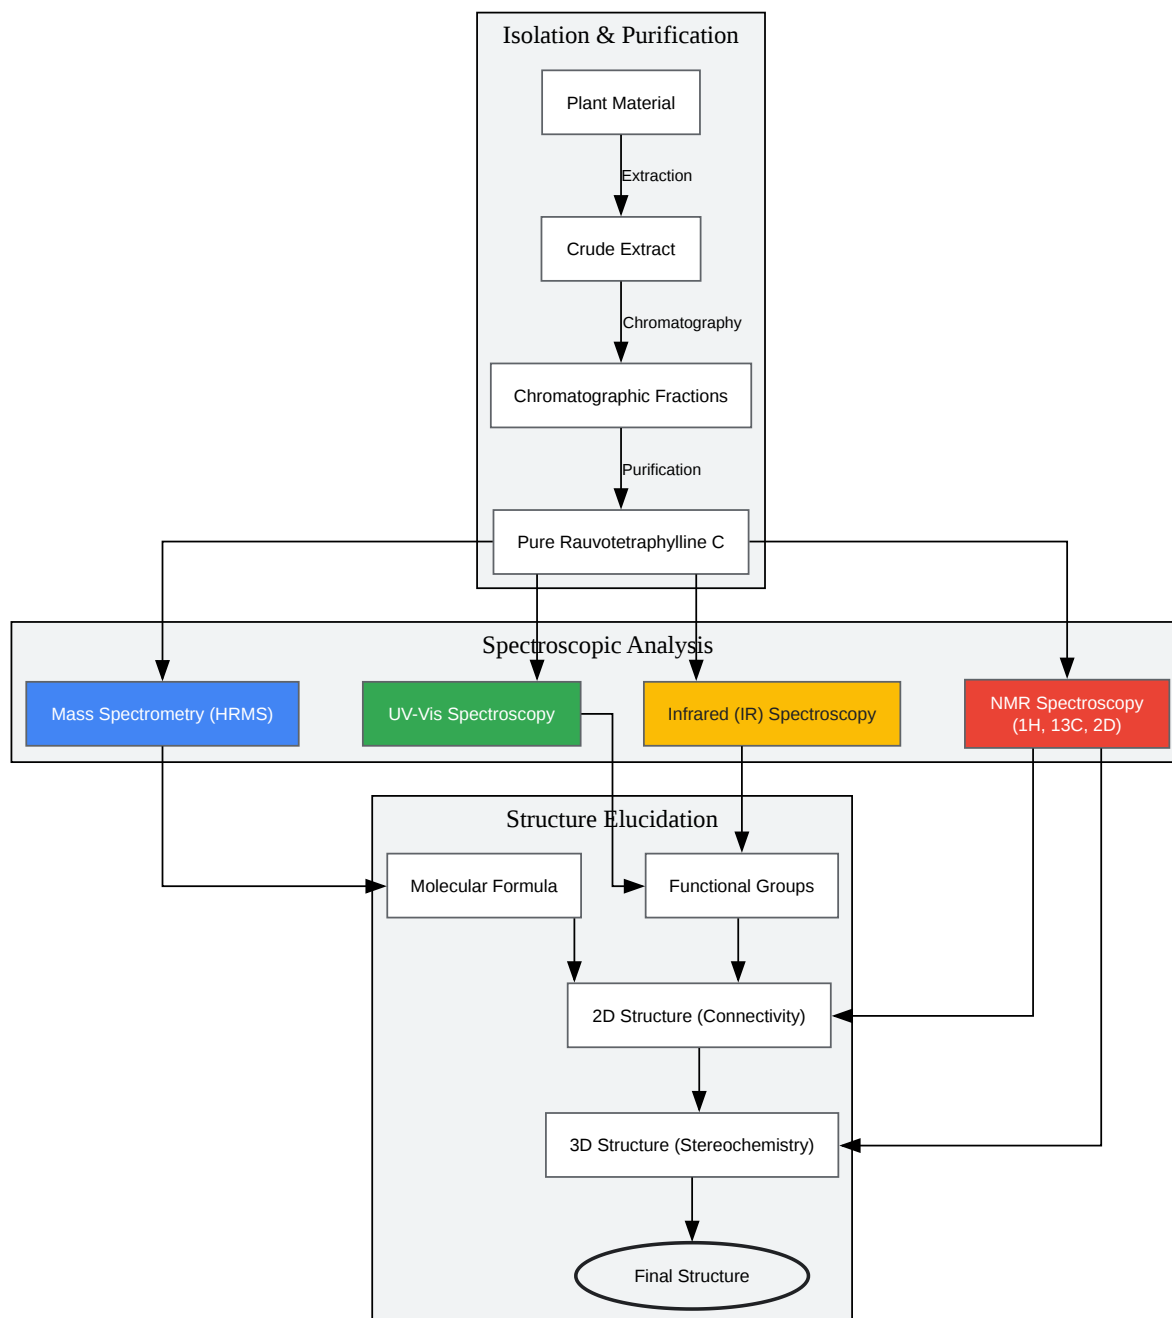 Isolation & Purification
Plant Material
Extraction
Crude Extract
Chromatography
Chromatographic Fractions
Purification
Pure Rauvotetraphylline C
Spectroscopic Analysis
Mass Spectrometry (HRMS)
UV-Vis Spectroscopy
Infrared (IR) Spectroscopy
NMR Spectroscopy
(1H, 13C, 2D)
Structure Elucidation
Molecular Formula
Functional Groups
2D Structure (Connectivity)
3D Structure (Stereochemistry)
Final Structure